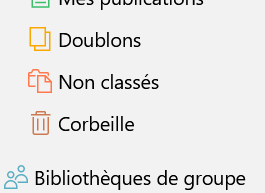 Mes publications
Doublons
Non classés
Corbeille
Bibliothèques de groupe